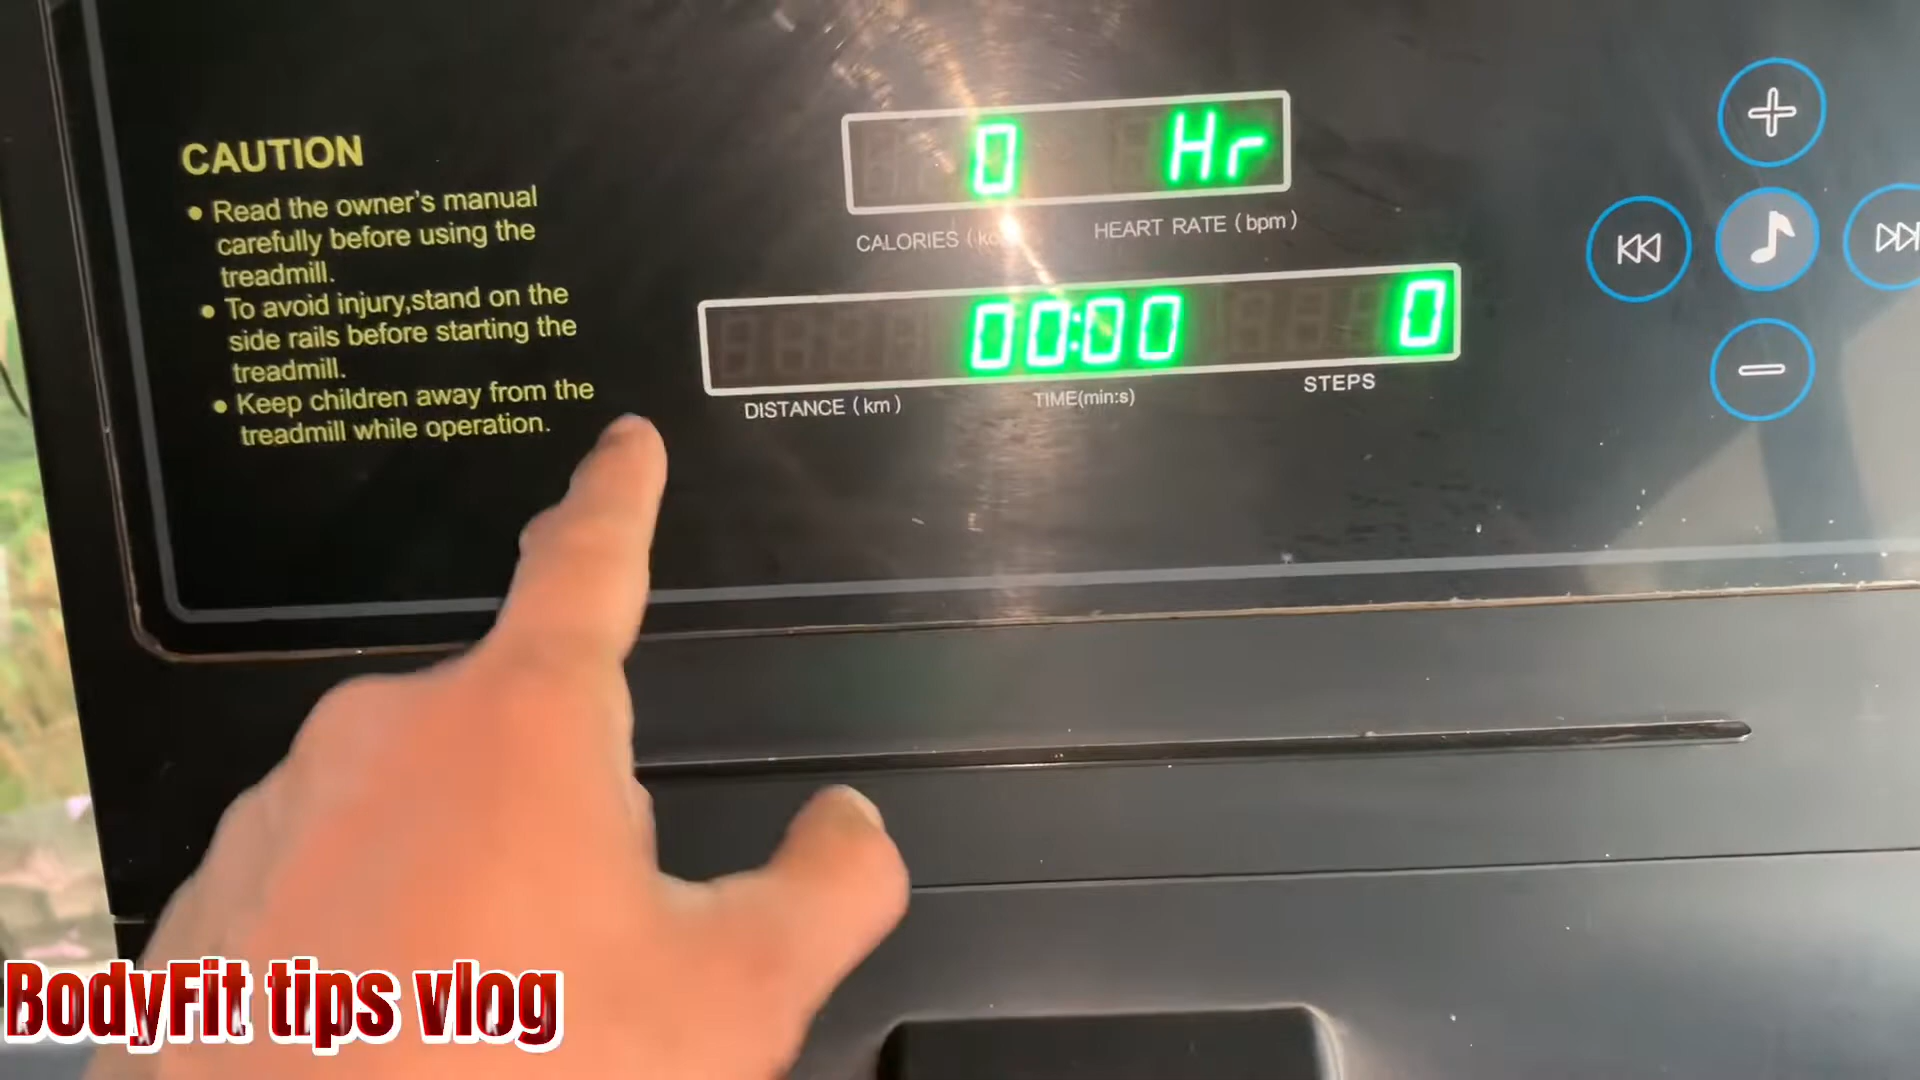 CAUTION
• Read the owner's manual
carefully before using the
treadmill.
• To avoid injury,stand on the
side rails before starting the
treadmill.
• Keep children away from the
treadmill while operation.
0 Hr
CALORIES HEART RATE (bpm)
00:00 0
DISTANCE (km) TIME(min:s) STEPS
BodyFit tips vlog